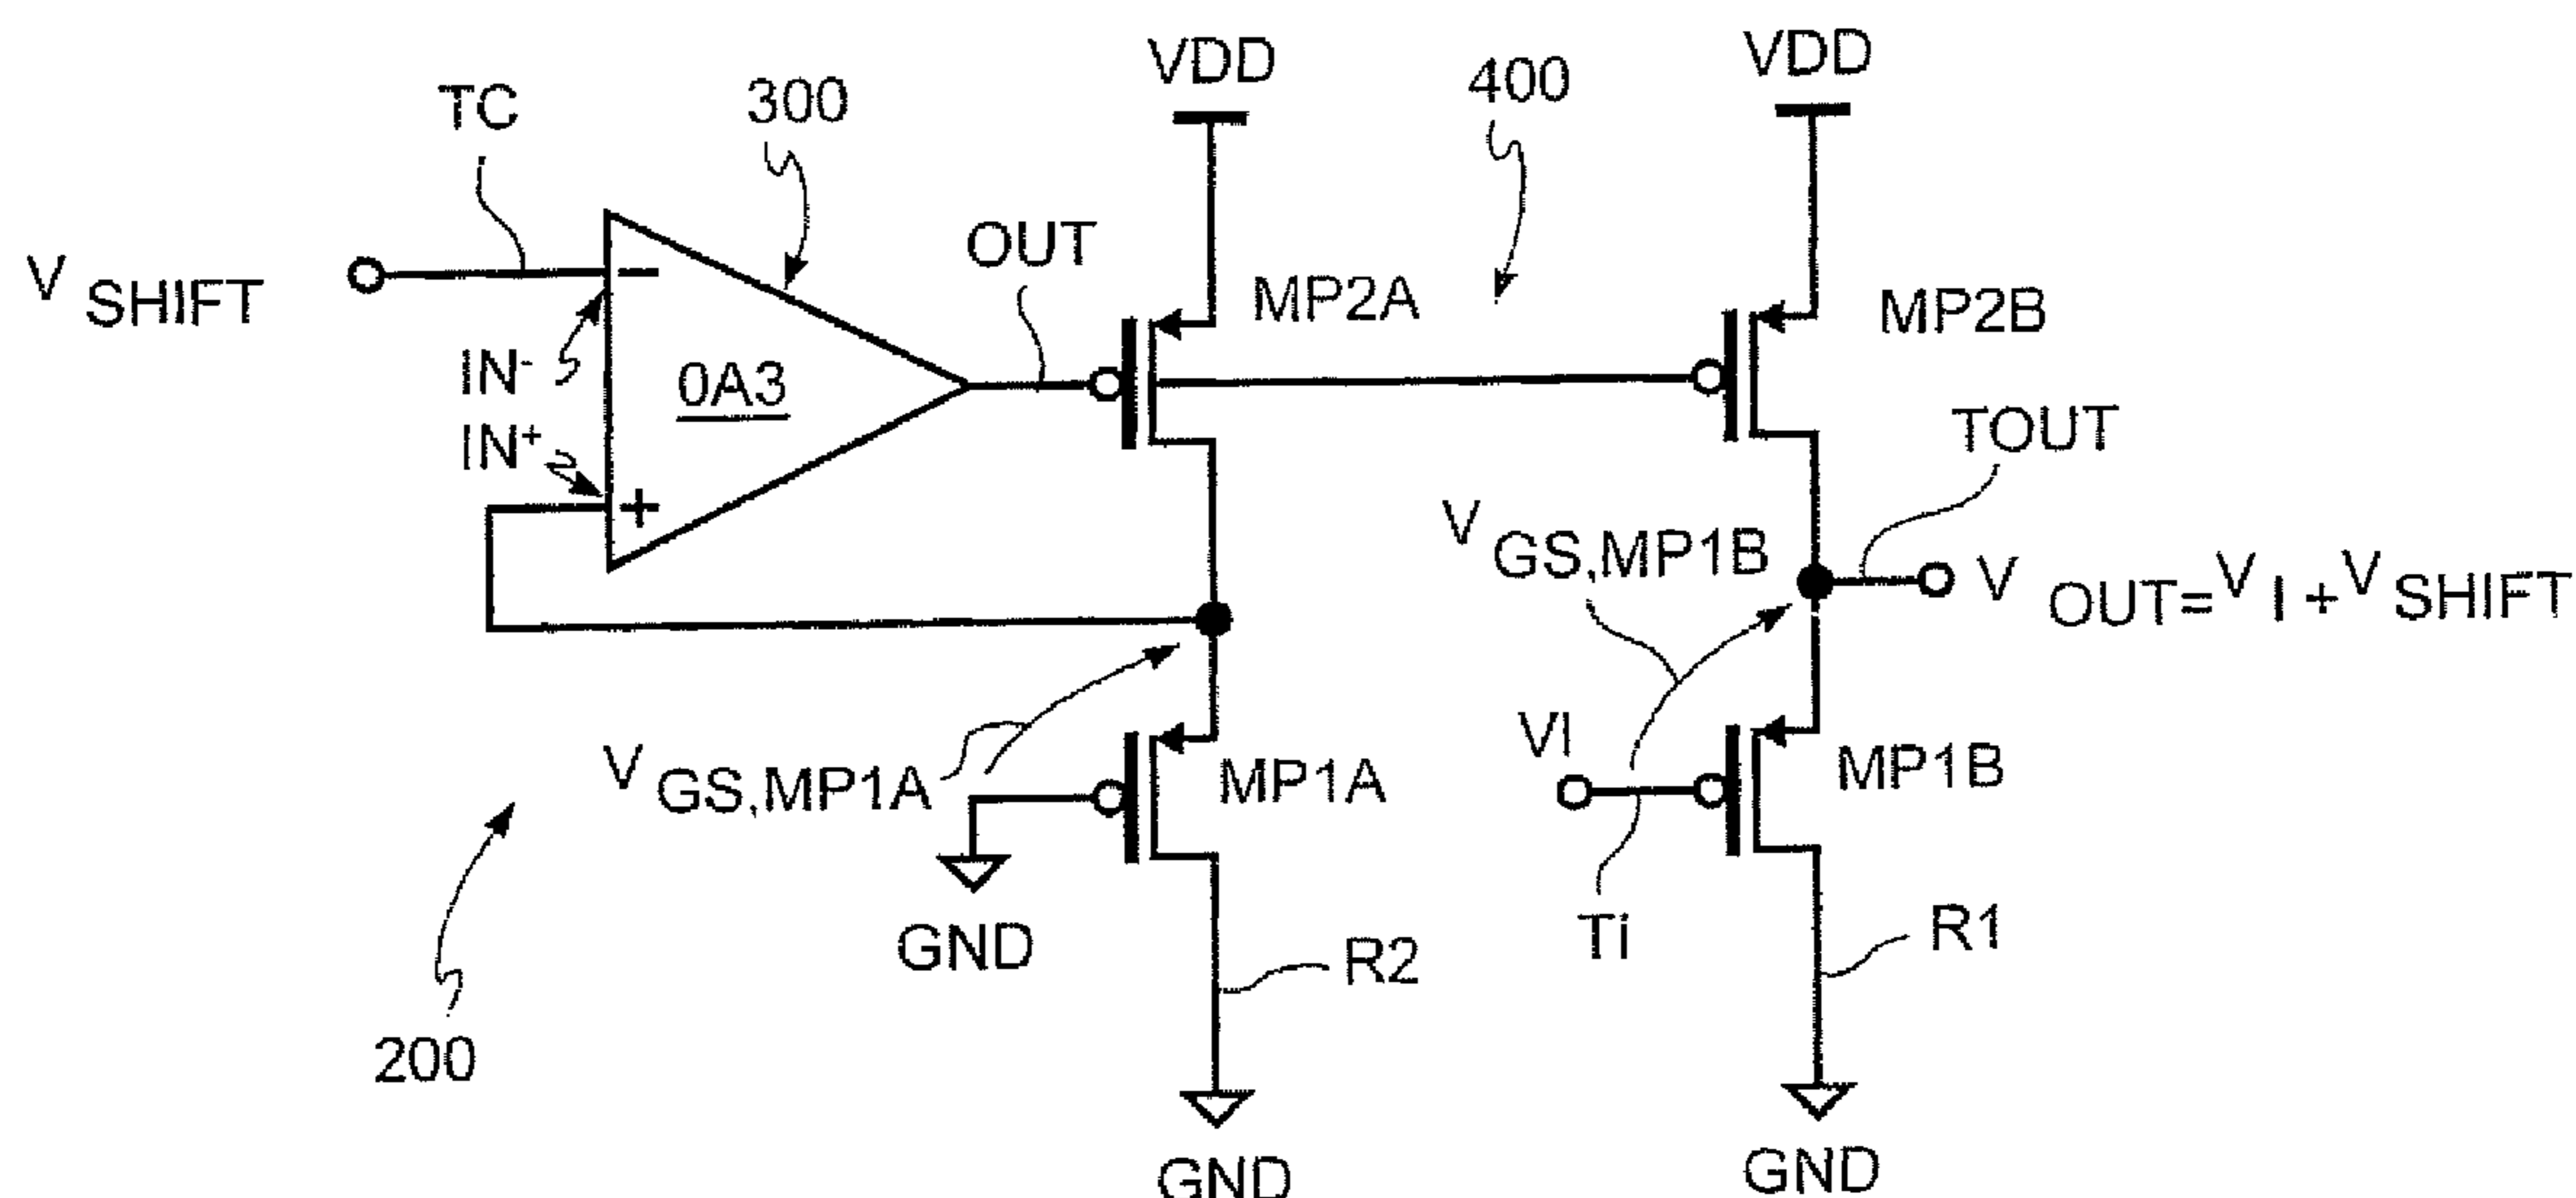 VDD
VDD
400
300
TC
OUT
MP2A
MP2B
V SHIFT
IN-
0A3
IN+
TOUT
V GS,MP1B
V OUT=V I +V SHIFT
VI
MP1B
V GS,MP1A
MP1A
GND
Ti
R1
R2
200
GND
GND